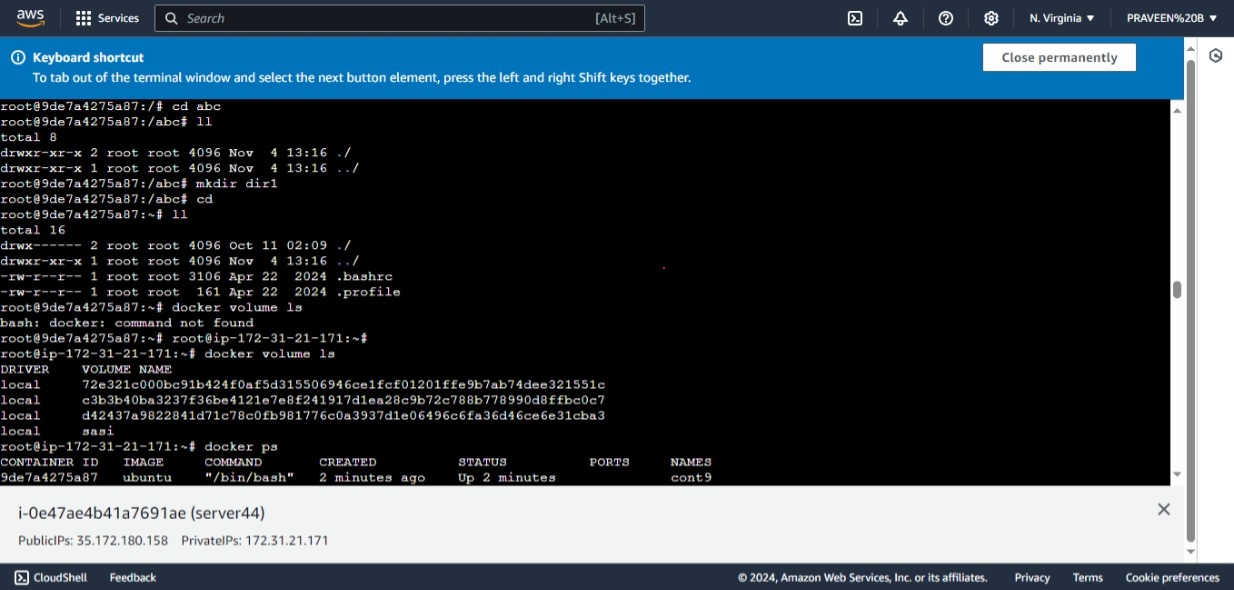 aws Services Search [Alt+S] N. Virginia PRAVEEN%20B
Keyboard shortcut
To tab out of the terminal window and select the next button element, press the left and right Shift keys together.
Close permanently
root@9de7a4275a87:/# cd abc
root@9de7a4275a87:/abc# ll
total 8
drwxr-xr-x 2 root root 4096 Nov  4 13:16 ./
drwxr-xr-x 1 root root 4096 Nov  4 13:16 ../
root@9de7a4275a87:/abc# mkdir dir1
root@9de7a4275a87:/abc# cd
root@9de7a4275a87:~# ll
total 16
drwx------ 2 root root 4096 Oct 11 02:09 ./
drwxr-xr-x 1 root root 4096 Nov  4 13:16 ../
-rw-r--r-- 1 root root 3106 Apr 22  2024 .bashrc
-rw-r--r-- 1 root root  161 Apr 22  2024 .profile
root@9de7a4275a87:~# docker volume ls
bash: docker: command not found
root@9de7a4275a87:~# root@ip-172-31-21-171:~#
root@ip-172-31-21-171:~# docker volume ls
DRIVER    VOLUME NAME
local     72e321c000bc91b424f0af5d315506946ce1fcf01201ffe9b7ab74dee321551c
local     c3b3b40ba3237f36be4121e7e8f241917d1ea28c9b72c788b778990d8ffbc0c7
local     d42437a9822841d71c78c0fb981776c0a3937d1e06496c6fa36d46ce6e31cba3
local     sasi
root@ip-172-31-21-171:~# docker ps
CONTAINER ID   IMAGE     COMMAND       CREATED         STATUS          PORTS     NAMES
9de7a4275a87   ubuntu    "/bin/bash"   2 minutes ago   Up 2 minutes              cont9
i-0e47ae4b41a7691ae (server44)
PublicIPs: 35.172.180.158 PrivateIPs: 172.31.21.171
CloudShell Feedback © 2024, Amazon Web Services, Inc. or its affiliates. Privacy Terms Cookie preferences